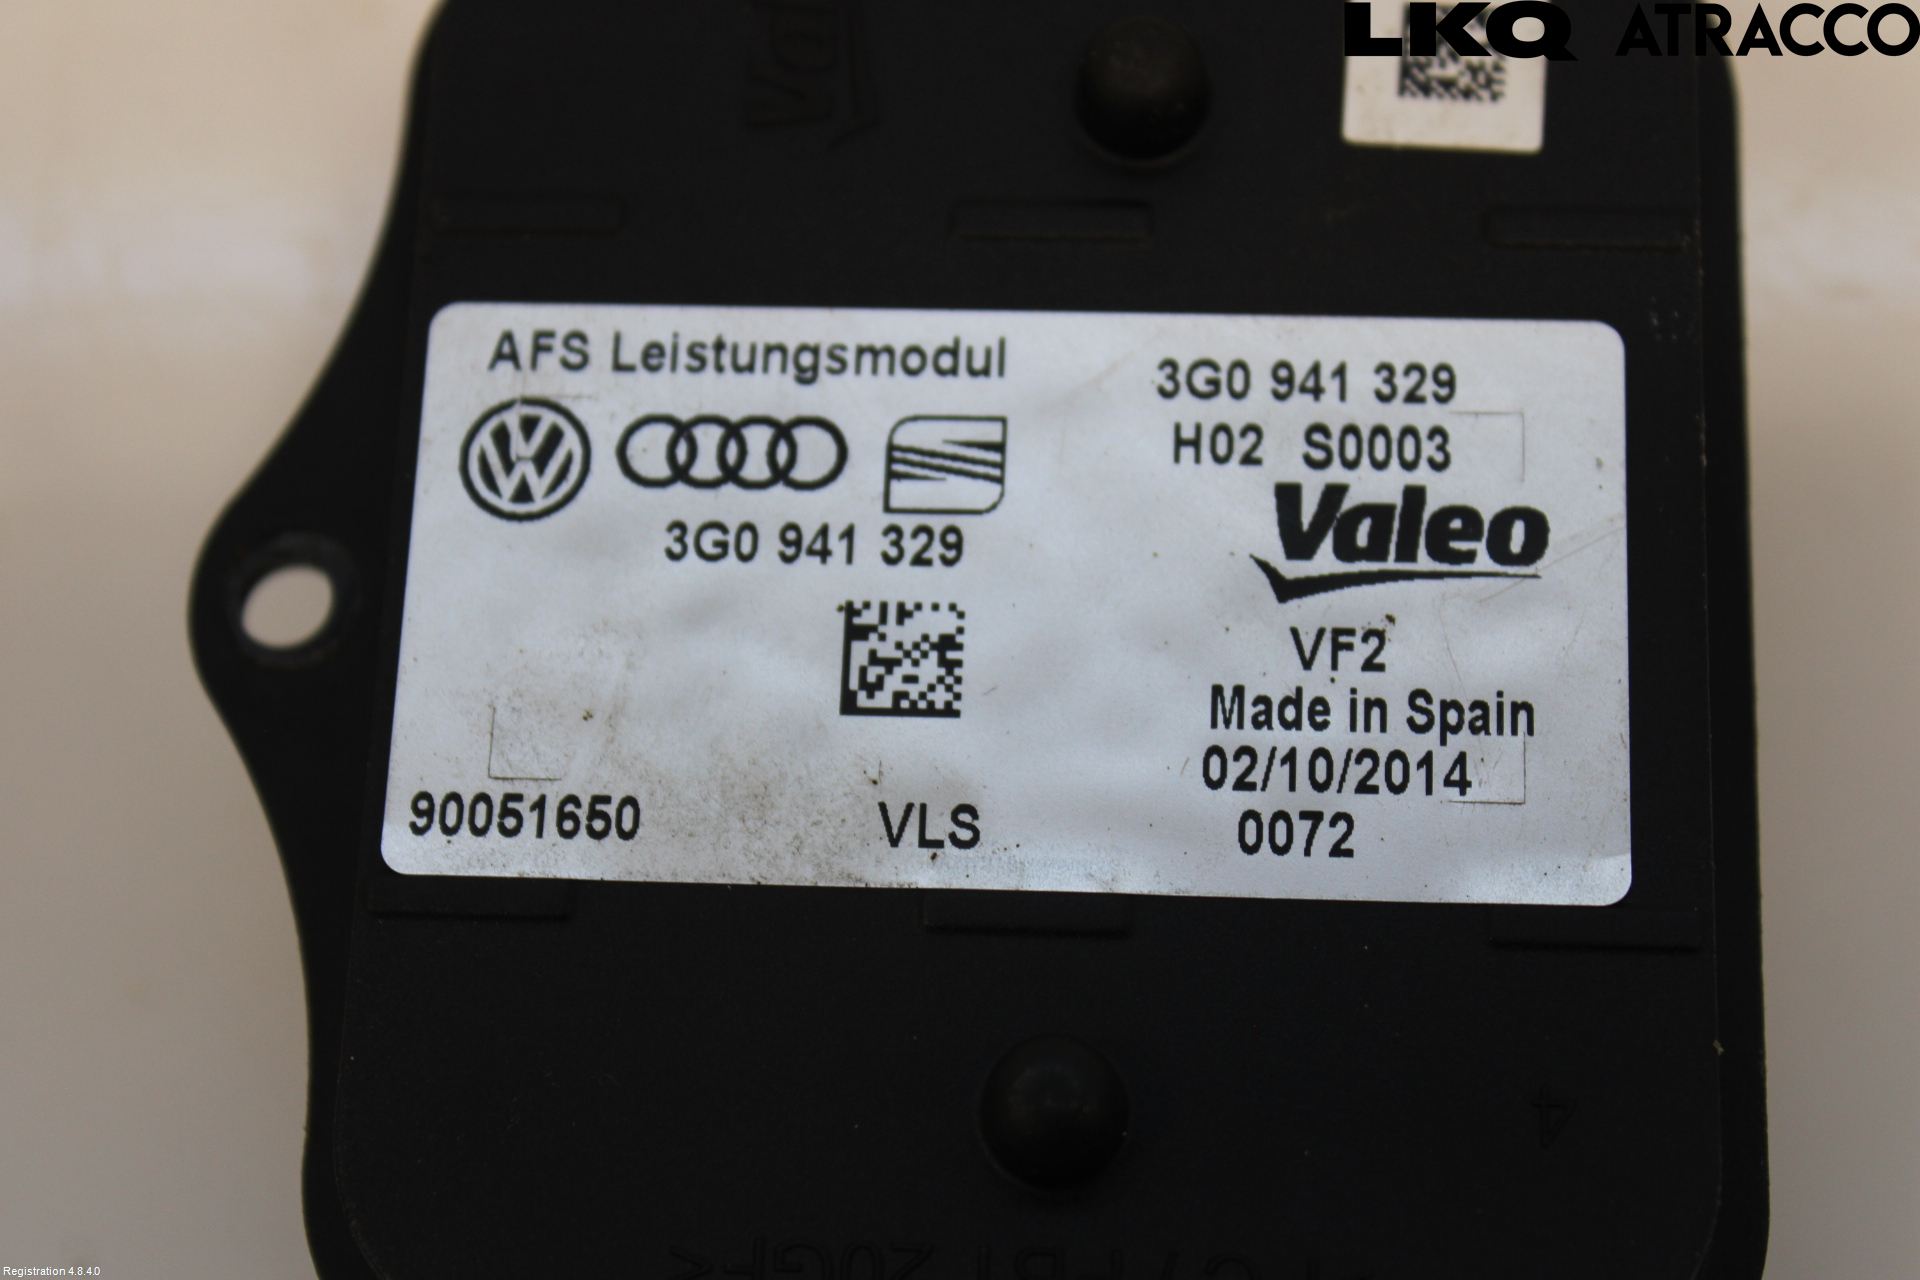 LKQ ATRACCO
AFS Leistungsmodul
3G0 941 329
H02 S0003
3G0 941 329
Valeo
VF2
Made in Spain
02/10/2014
90051650
VLS
0072
4
Registration 4.8.4.0